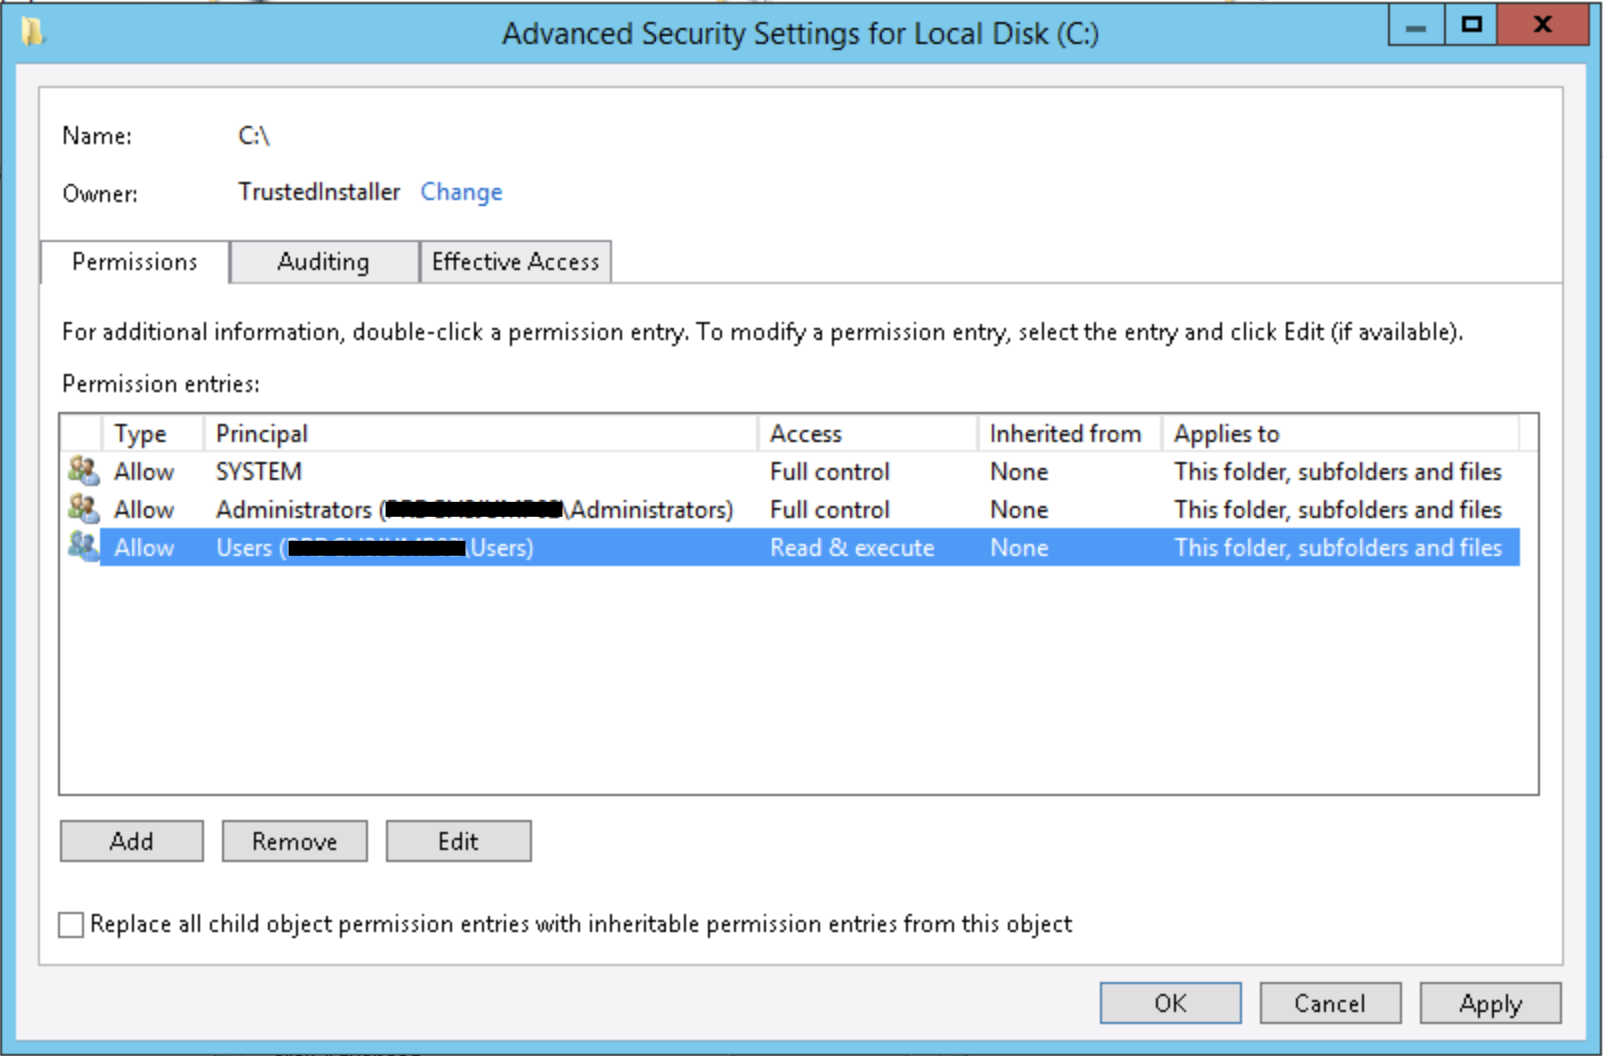 Advanced Security Settings for Local Disk (C:)
Name: C:\
Owner: TrustedInstaller Change
Permissions Auditing Effective Access
For additional information, double-click a permission entry. To modify a permission entry, select the entry and click Edit (if available).
Permission entries:
Type Principal Access Inherited from Applies to
Allow SYSTEM Full control None This folder, subfolders and files
Allow Administrators ( \Administrators) Full control None This folder, subfolders and files
Allow Users ( \Users) Read & execute None This folder, subfolders and files
Add Remove Edit
Replace all child object permission entries with inheritable permission entries from this object
OK Cancel Apply